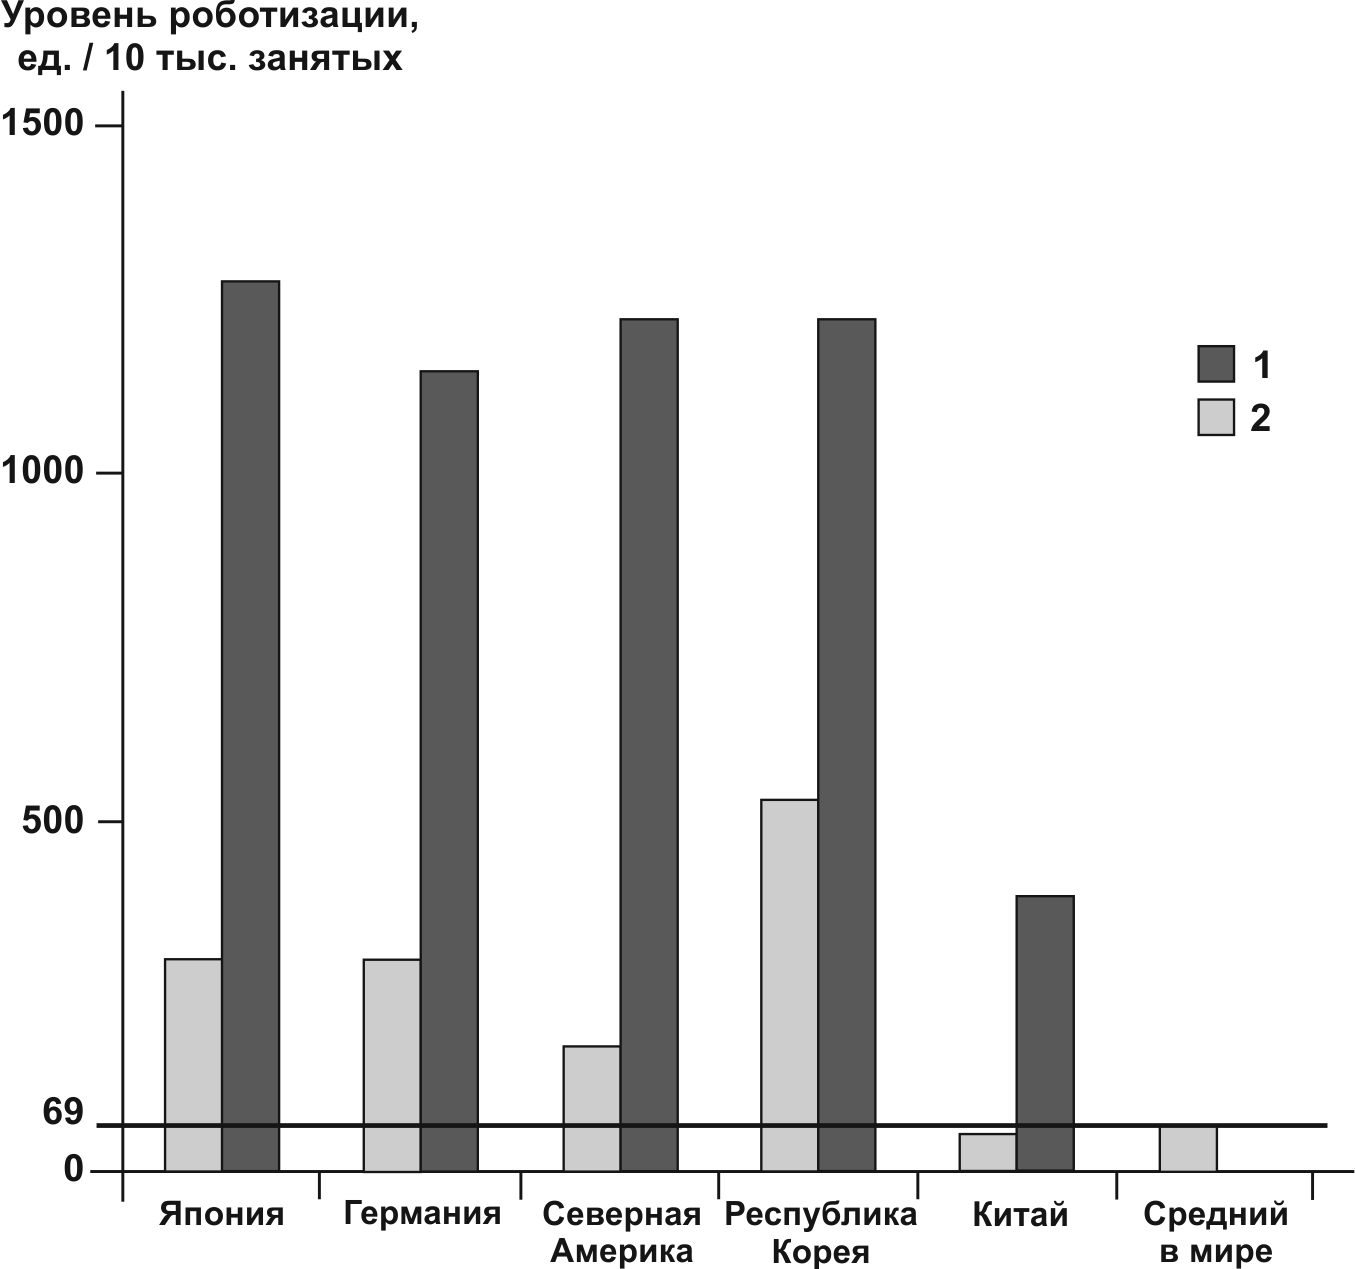 Уровень роботизации,
ед. / 10 тыс. занятых
1500
1000
500
69
0
1
2
Япония
Германия
Северная
Америка
Республика
Корея
Китай
Средний
в мире